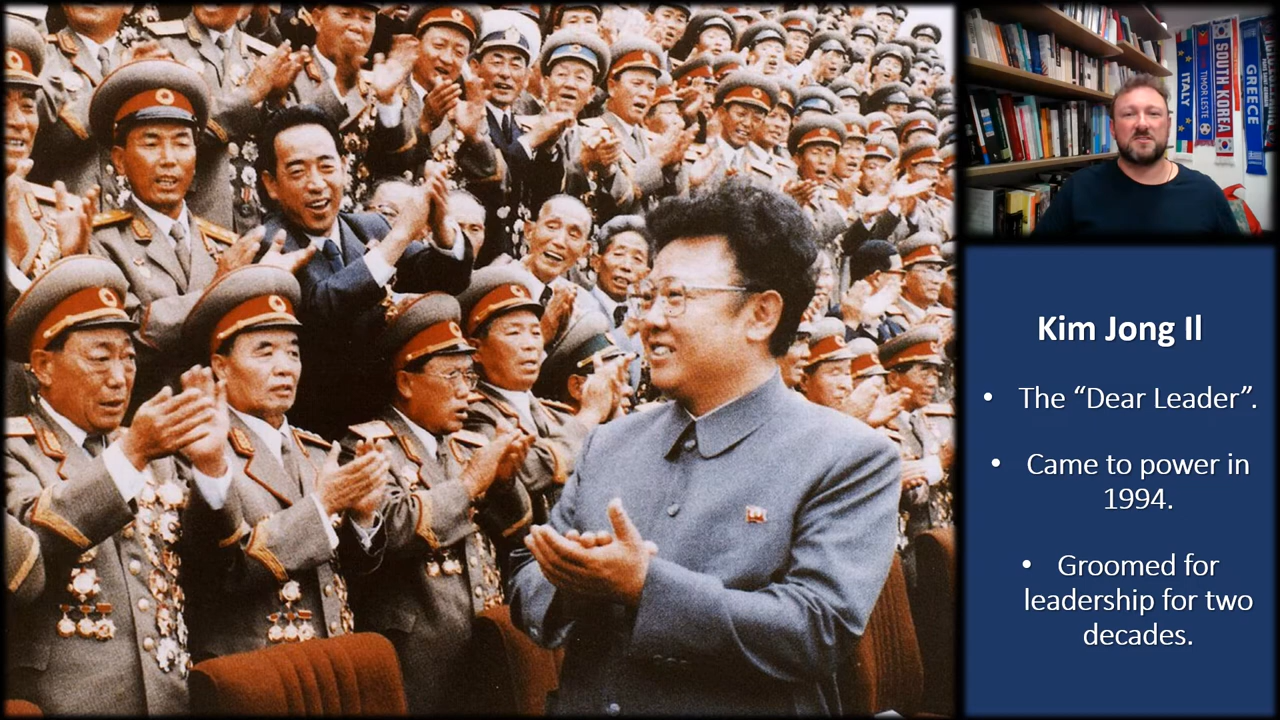 ITALY
TIMOR LESTE
SOUTH KOREA
GREECE
Kim Jong Il
• The “Dear Leader”.
• Came to power in
1994.
• Groomed for
leadership for two
decades.